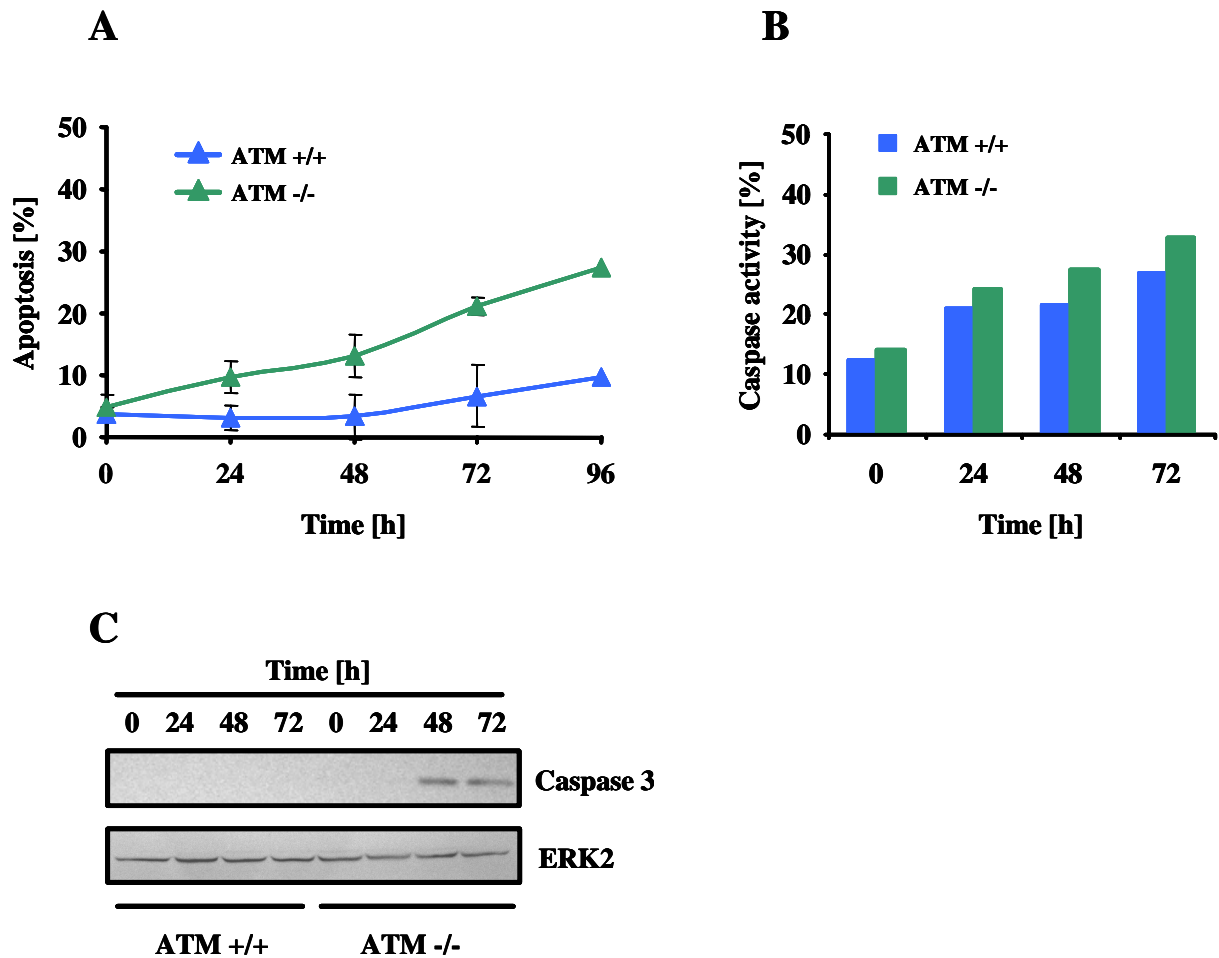 A
50
40
30
20
10
0
Apoptosis [%]
ATM +/+
ATM -/-
0 24 48 72 96
Time [h]
B
50
40
30
20
10
0
Caspase activity [%]
ATM +/+
ATM -/-
0 24 48 72
Time [h]
C
Time [h]
0 24 48 72 0 24 48 72
Caspase 3
ERK2
ATM +/+ ATM -/-